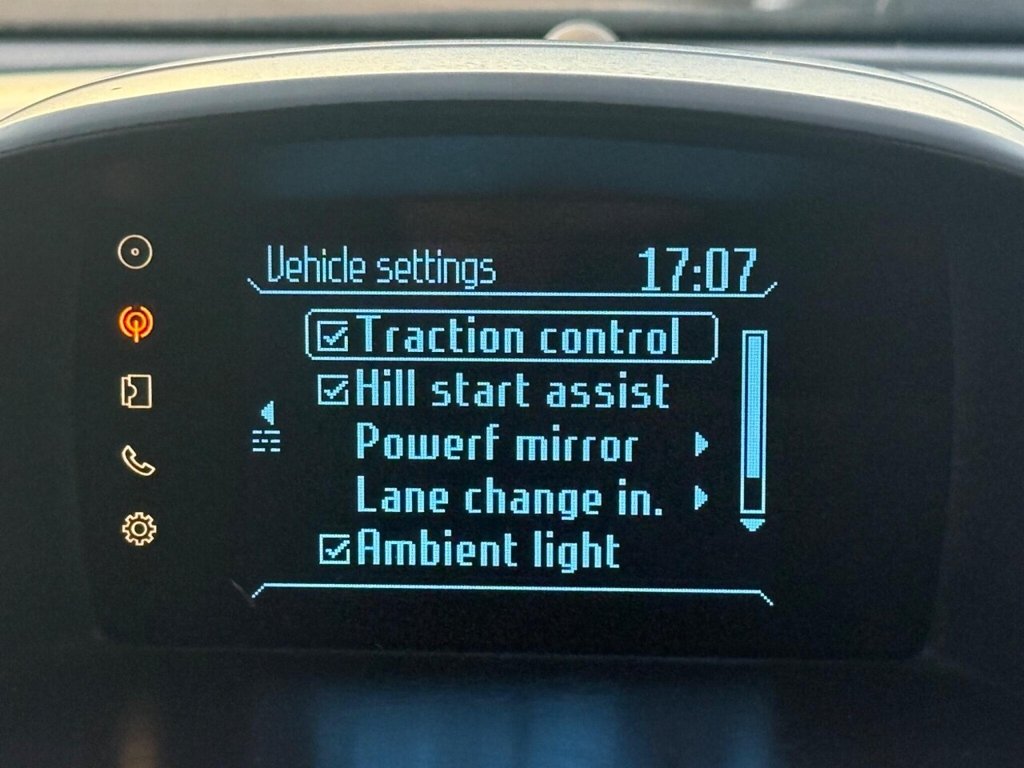 Vehicle settings 17:07
Traction control
Hill start assist
Powerf mirror
Lane change in.
Ambient light